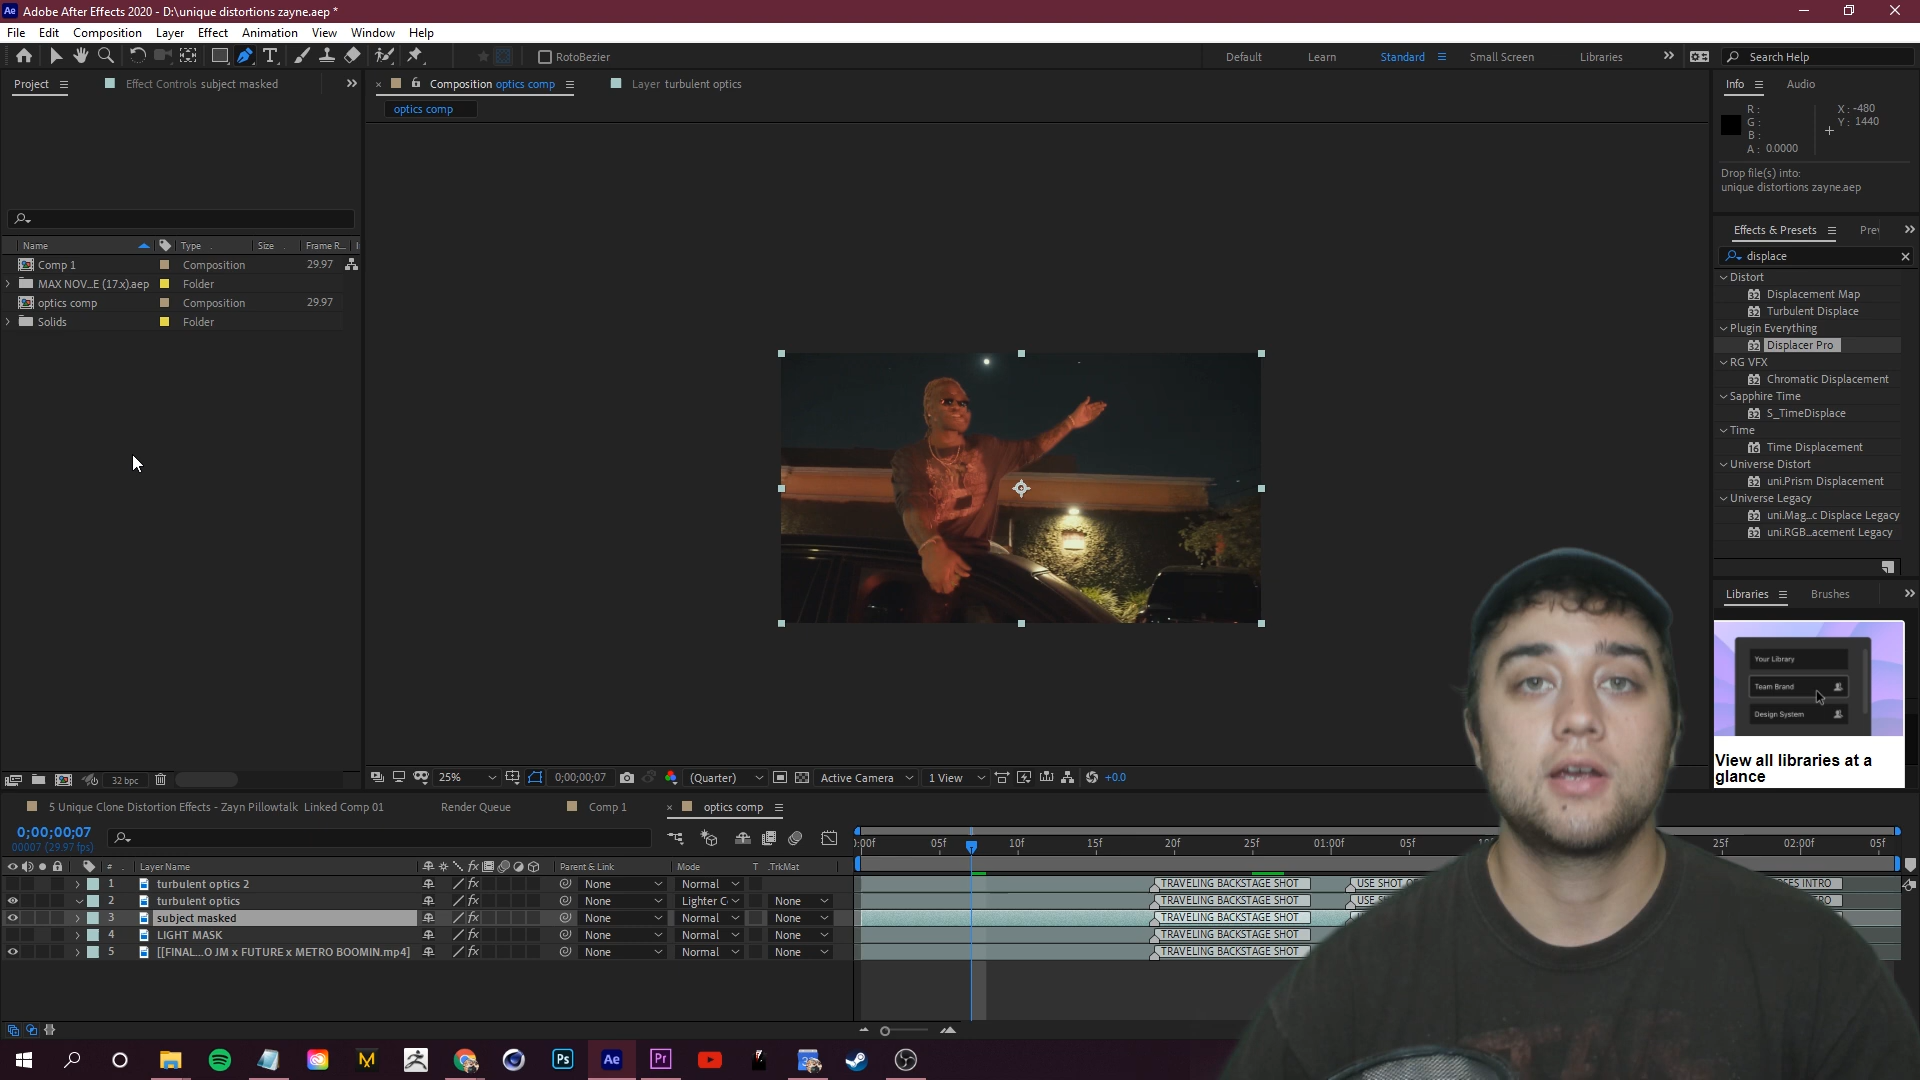 Ae Adobe After Effects 2020 - D:\unique distortions zayne.aep *
File Edit Composition Layer Effect Animation View Window Help
RotoBezier
Default Learn Standard Small Screen Libraries
Search Help
Project
Effect Controls subject masked
Composition optics comp
Layer turbulent optics
optics comp
Info Audio
R :
G :
B :
A : 0.0000
X : -480
Y : 1440
Drop file(s) into:
unique distortions zayne.aep
Name Type Size Frame R...
Comp 1 Composition 29.97
MAX NOV...E (17.x).aep Folder
optics comp Composition 29.97
Solids Folder
Effects & Presets
displace
Distort
Displacement Map
Turbulent Displace
Plugin Everything
Displacer Pro
RG VFX
Chromatic Displacement
Sapphire Time
S_TimeDisplace
Time
Time Displacement
Universe Distort
uni.Prism Displacement
Universe Legacy
uni.Mag...c Displace Legacy
uni.RGB...acement Legacy
Libraries Brushes
Your Library
Team Brand
Design System
View all libraries at a
glance
32 bpc
25% 0;00;00;07 (Quarter) Active Camera 1 View +0.0
5 Unique Clone Distortion Effects - Zayn Pillowtalk Linked Comp 01
Render Queue
Comp 1
optics comp
0;00;00;07
00007 (29.97 fps)
05f 10f 15f 20f 25f 01:00f 05f 25f 02:00f 05f
# Layer Name Parent & Link Mode T .TrkMat
1 turbulent optics 2 None Normal
TRAVELING BACKSTAGE SHOT
2 turbulent optics None Lighter C None
TRAVELING BACKSTAGE SHOT
3 subject masked None Normal None
TRAVELING BACKSTAGE SHOT
4 LIGHT MASK None Normal None
TRAVELING BACKSTAGE SHOT
5 [[FINAL...O JM x FUTURE x METRO BOOMIN.mp4] None Normal None
TRAVELING BACKSTAGE SHOT
Ps Ae Pr